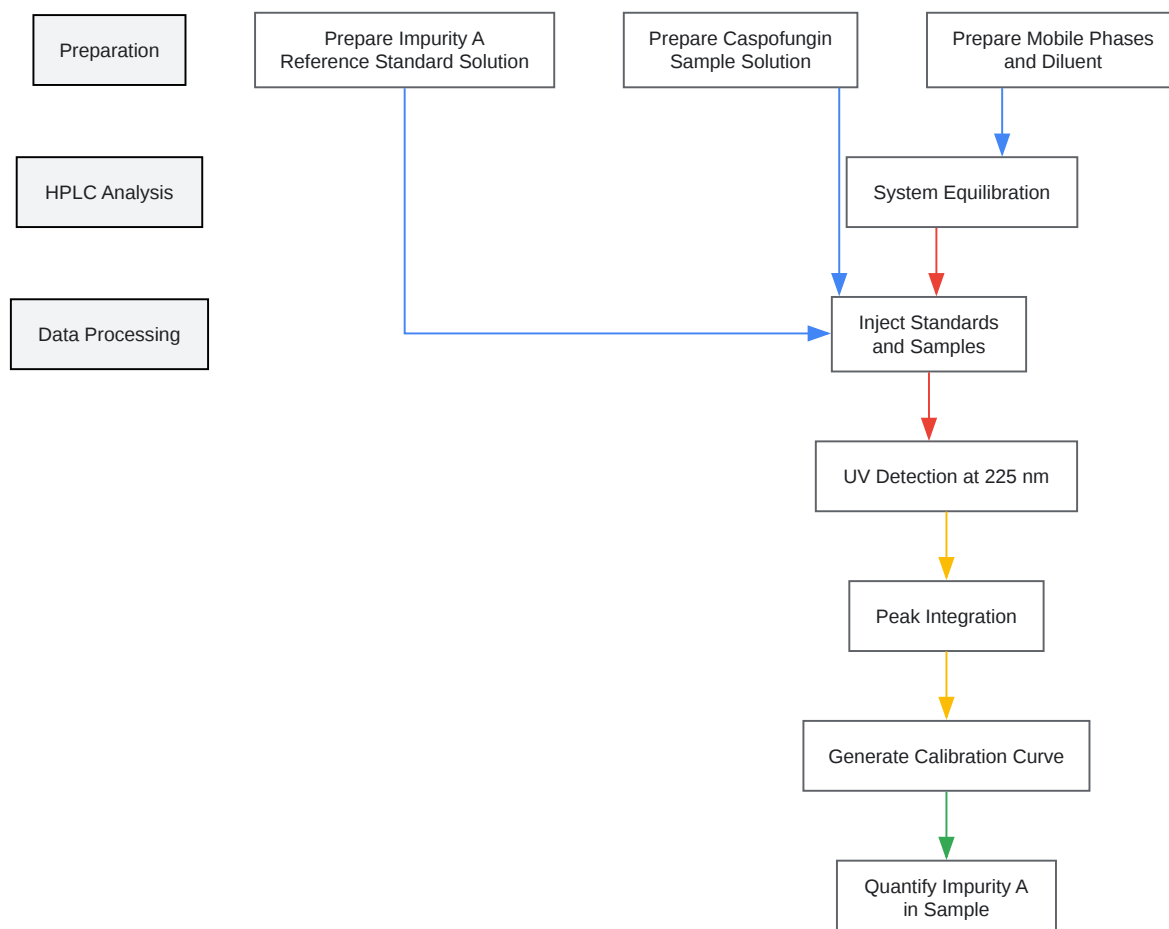 Preparation
Prepare Impurity A
Reference Standard Solution
Prepare Caspofungin
Sample Solution
Prepare Mobile Phases
and Diluent
HPLC Analysis
System Equilibration
Data Processing
Inject Standards
and Samples
UV Detection at 225 nm
Peak Integration
Generate Calibration Curve
Quantify Impurity A
in Sample